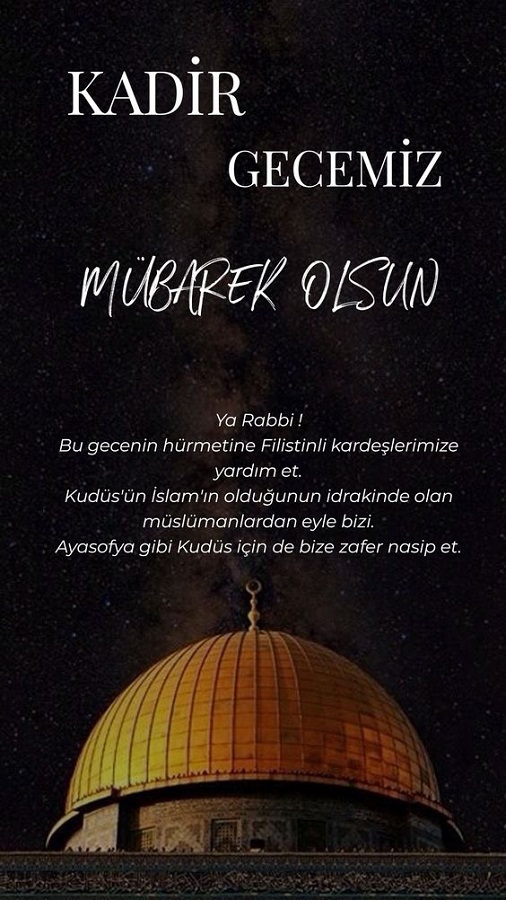 KADİR
GECEMİZ
MÜBAREK OLSUN
Ya Rabbi !
Bu gecenin hürmetine Filistinli kardeşlerimize
yardım et.
Kudüs'ün İslam'ın olduğunun idrakinde olan
müslümanlardan eyle bizi.
Ayasofya gibi Kudüs için de bize zafer nasip et.